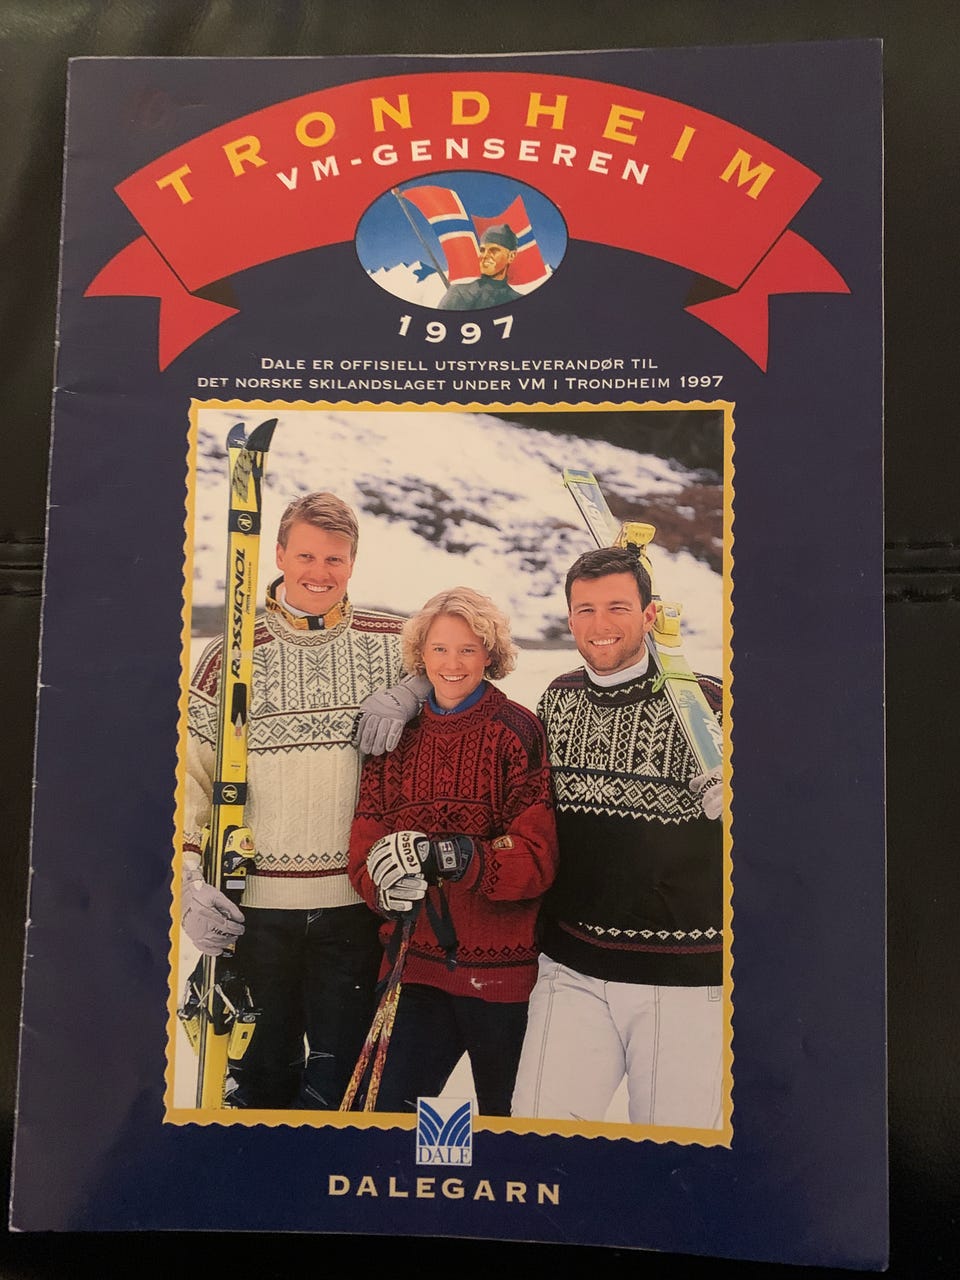 TRONDHEIM
VM-GENSEREN
1997
DALE ER OFFISIELL UTSTYRSLEVERANDØR TIL
DET NORSKE SKILANDSLAGET UNDER VM I TRONDHEIM 1997
ROSSIGNOL
reusch
DALE
DALEGARN